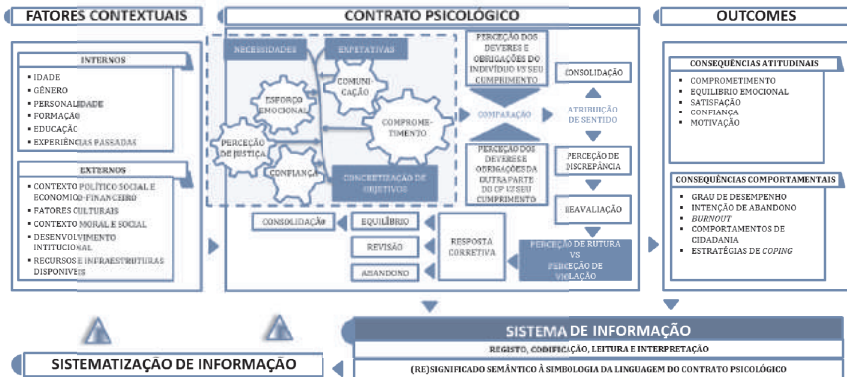 FATORES CONTEXTUAIS
INTERNOS
IDADE
GÉNERO
PERSONALIDADE
FORMAÇÃO
EDUCAÇÃO
EXPERIÊNCIAS PASSADAS
EXTERNOS
CONTEXTO POLÍTICO SOCIAL E
ECONOMICO-FINANCEIRO
FATORES CULTURAIS
CONTEXTO MORAL E SOCIAL
DESENVOLVIMENTO
INTITUCIONAL
RECURSOS E INFRAESTRUTURAS
DISPONIVEIS
CONTRATO PSICOLÓGICO
NECESSIDADES
EXPETATIVAS
COMUNI-
CAÇÃO
ESFORÇO
EMOCIONAL
COMPROME-
TIMENTO
PERCEÇÃO
DE JUSTIÇA
CONFIANÇA
CONCRETIZAÇÃO DE
OBJETIVOS
PERCEÇÃO DOS
DEVERES E
OBRIGAÇÕES DO
INDIVÍDUO VS SEU
CUMPRIMENTO
COMPARAÇÃO
PERCEÇÃO DOS
DEVERES E
OBRIGAÇÕES DA
OUTRA PARTE
DO CP VS SEU
CUMPRIMENTO
CONSOLIDAÇÃO
ATRIBUIÇÃO
DE SENTIDO
PERCEÇÃO DE
DISCREPÂNCIA
REAVALIAÇÃO
PERCEÇÃO DE RUTURA
VS
PERCEÇÃO DE
VIOLAÇÃO
RESPOSTA
CORRETIVA
EQUILÍBRIO
REVISÃO
ABANDONO
CONSOLIDAÇÃO
OUTCOMES
CONSEQUÊNCIAS ATITUDINAIS
COMPROMETIMENTO
EQUILIBRIO EMOCIONAL
SATISFAÇÃO
CONFIANÇA
MOTIVAÇÃO
CONSEQUÊNCIAS COMPORTAMENTAIS
GRAU DE DESEMPENHO
INTENÇÃO DE ABANDONO
BURNOUT
COMPORTAMENTOS DE
CIDADANIA
ESTRATÉGIAS DE COPING
SISTEMA DE INFORMAÇÃO
REGISTO, CODIFICAÇÃO, LEITURA E INTERPRETAÇÃO
(RE)SIGNIFICADO SEMÂNTICO À SIMBOLOGIA DA LINGUAGEM DO CONTRATO PSICOLÓGICO
SISTEMATIZAÇÃO DE INFORMAÇÃO